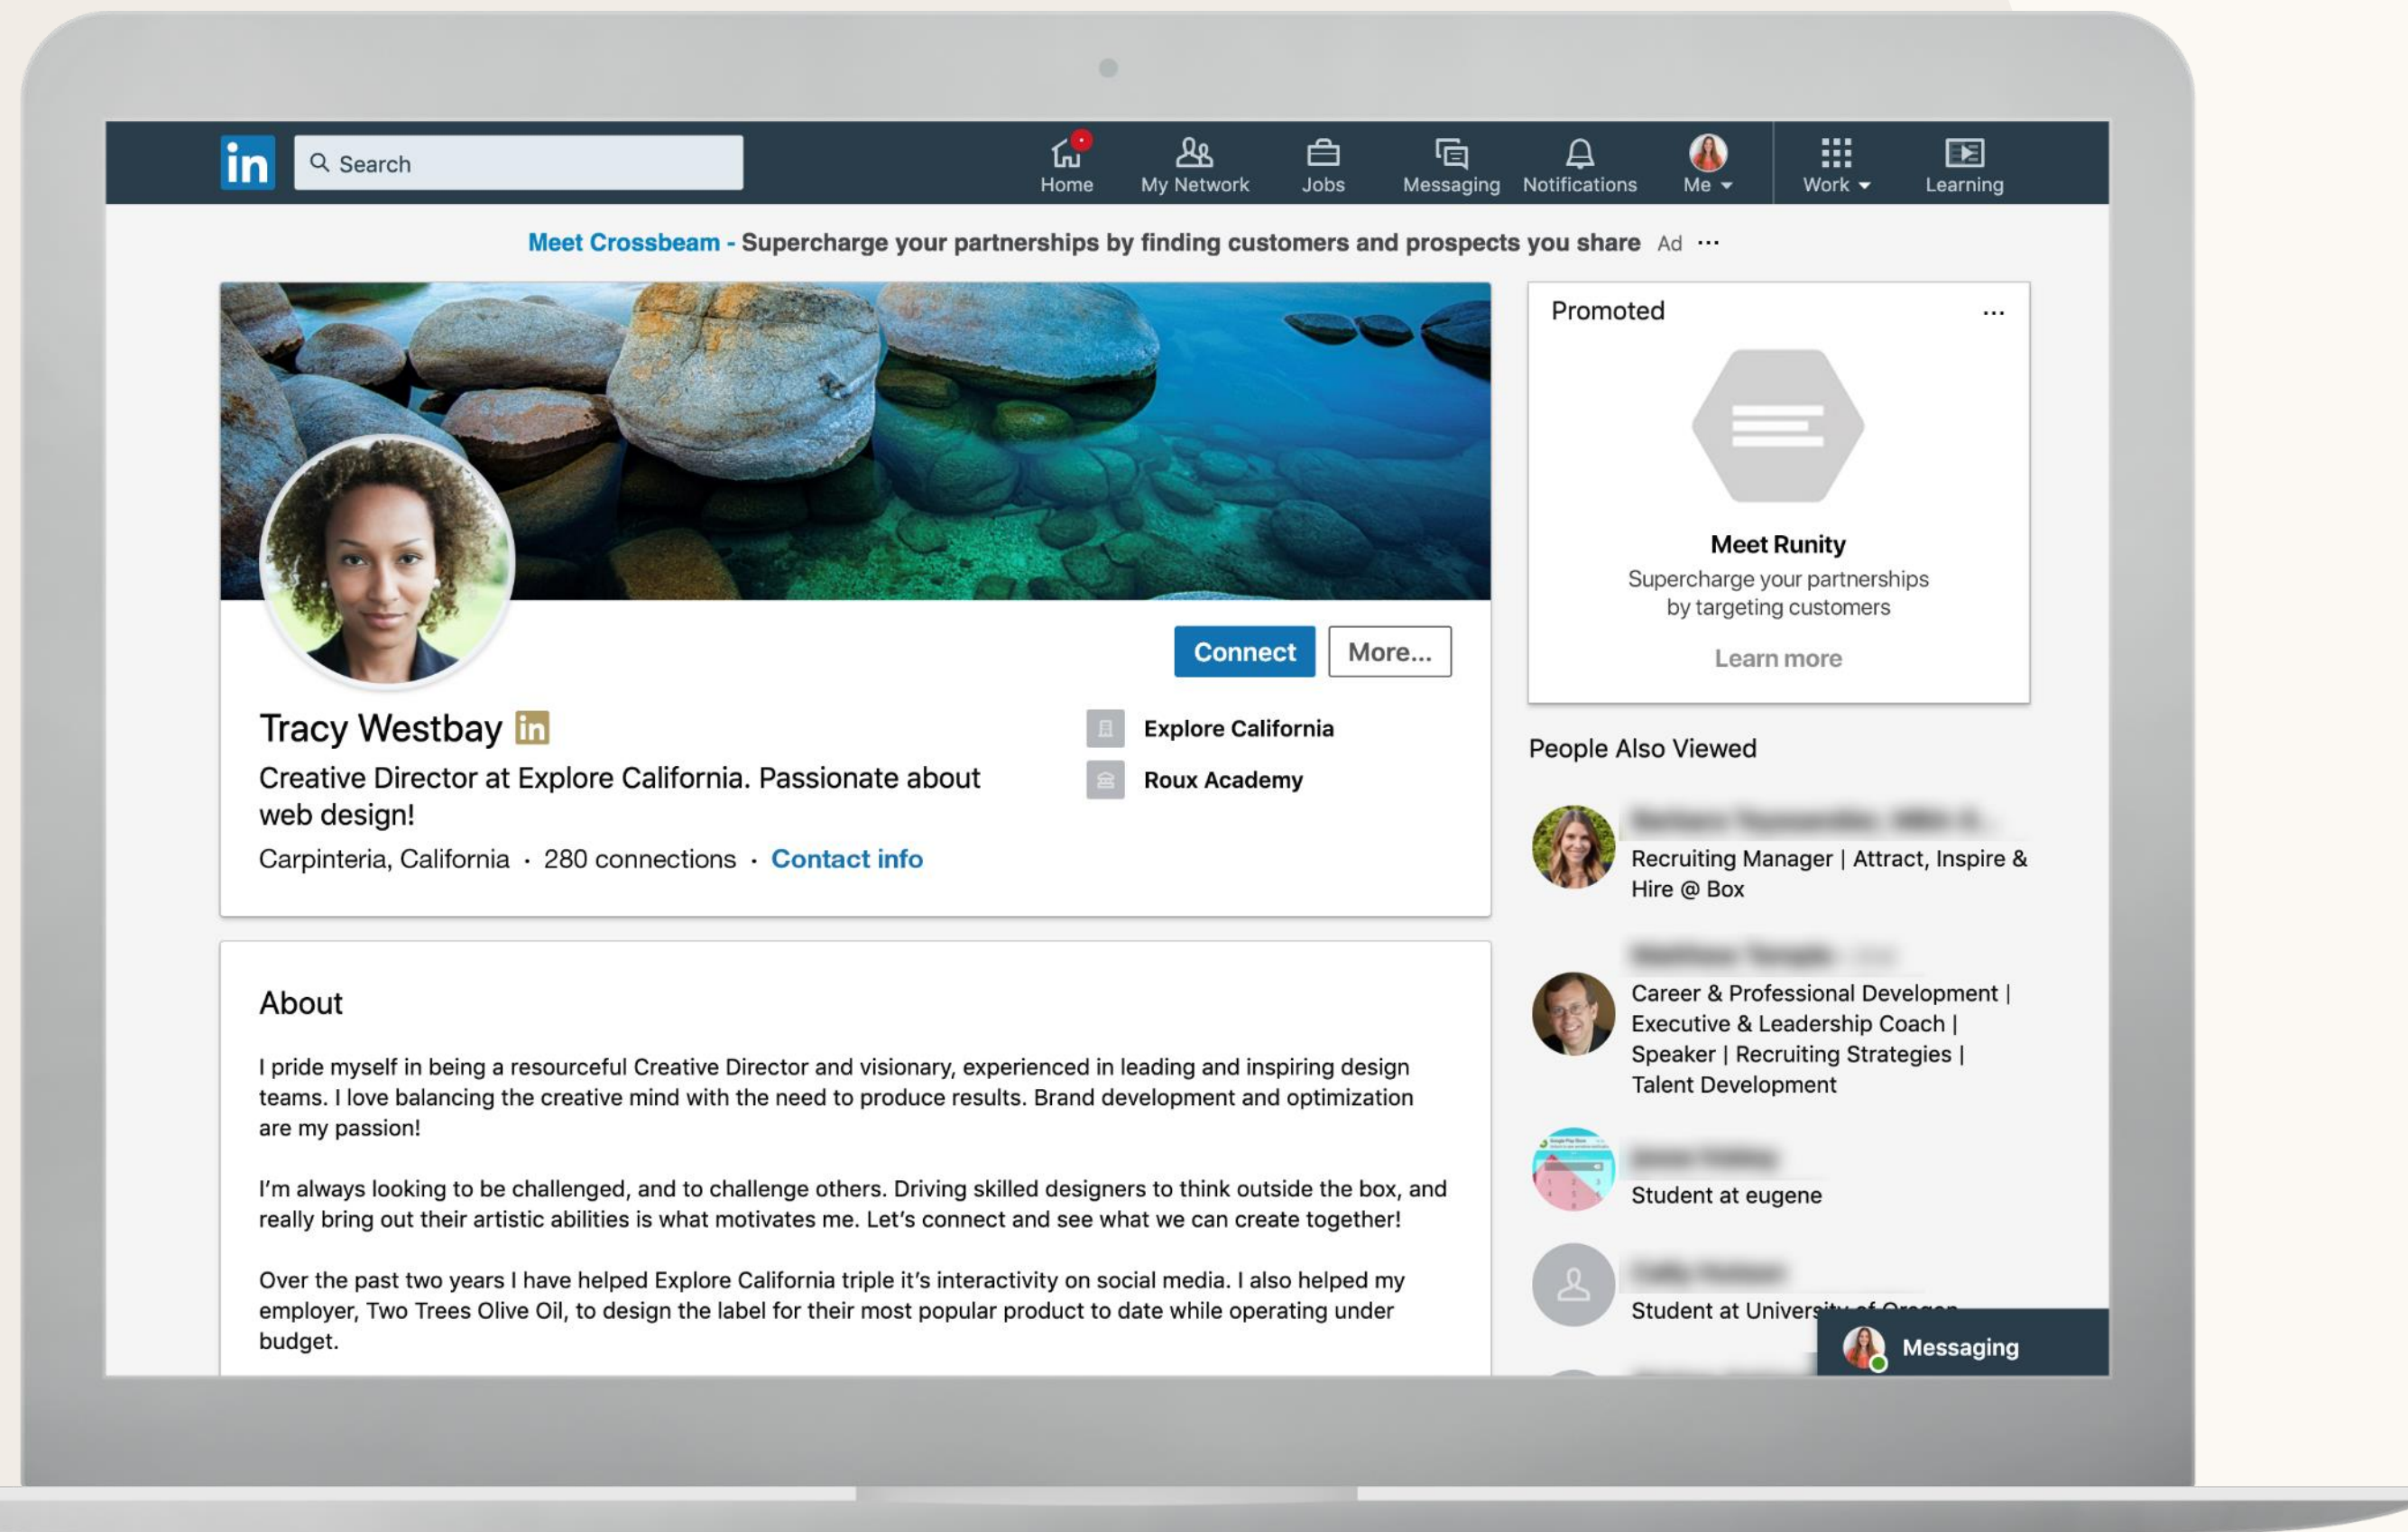 in
Search
Home
My Network
Jobs
Messaging
Notifications
Me
Work
Learning
Meet Crossbeam - Supercharge your partnerships by finding customers and prospects you share Ad ...
Connect
More...
Tracy Westbay in
Creative Director at Explore California. Passionate about
web design!
Carpinteria, California · 280 connections · Contact info
Explore California
Roux Academy
About
I pride myself in being a resourceful Creative Director and visionary, experienced in leading and inspiring design
teams. I love balancing the creative mind with the need to produce results. Brand development and optimization
are my passion!
I'm always looking to be challenged, and to challenge others. Driving skilled designers to think outside the box, and
really bring out their artistic abilities is what motivates me. Let's connect and see what we can create together!
Over the past two years I have helped Explore California triple it's interactivity on social media. I also helped my
employer, Two Trees Olive Oil, to design the label for their most popular product to date while operating under
budget.
Promoted
...
Meet Runity
Supercharge your partnerships
by targeting customers
Learn more
People Also Viewed
Recruiting Manager | Attract, Inspire &
Hire @ Box
Career & Professional Development |
Executive & Leadership Coach |
Speaker | Recruiting Strategies |
Talent Development
Student at eugene
Student at University of Oregon
Messaging